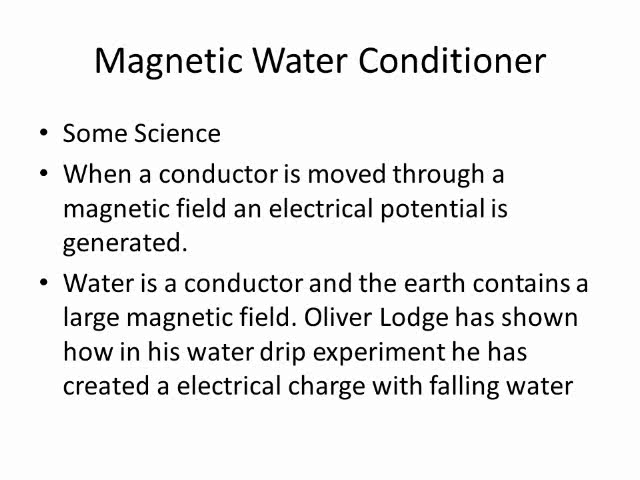 Magnetic Water Conditioner
• Some Science
• When a conductor is moved through a
magnetic field an electrical potential is
generated.
• Water is a conductor and the earth contains a
large magnetic field. Oliver Lodge has shown
how in his water drip experiment he has
created a electrical charge with falling water